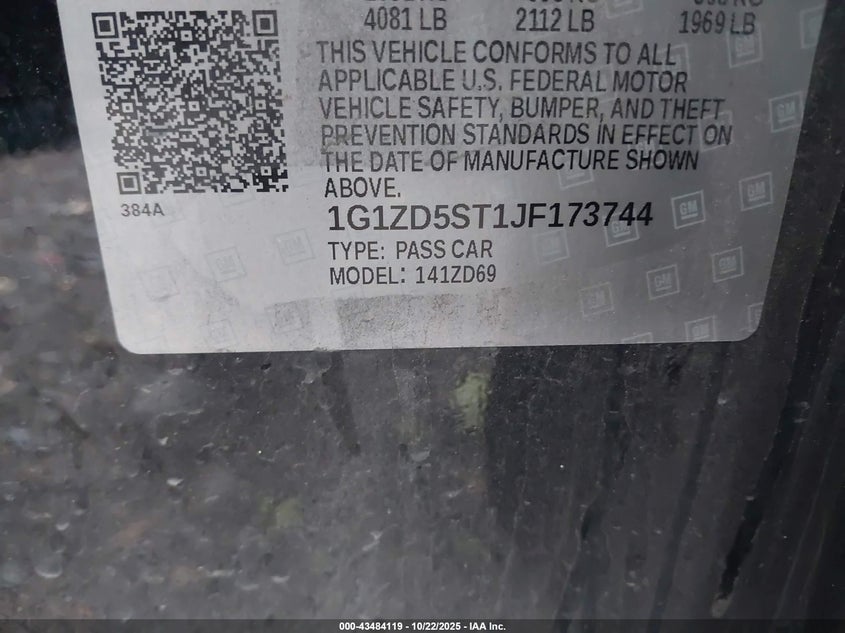 4081 LB 2112 LB 1969 LB
THIS VEHICLE CONFORMS TO ALL
APPLICABLE U.S. FEDERAL MOTOR
VEHICLE SAFETY, BUMPER, AND THEFT
PREVENTION STANDARDS IN EFFECT ON
THE DATE OF MANUFACTURE SHOWN
ABOVE.
384A
1G1ZD5ST1JF173744
TYPE: PASS CAR
MODEL: 141ZD69
GM
000-43484119 - 10/22/2025 - IAA Inc.